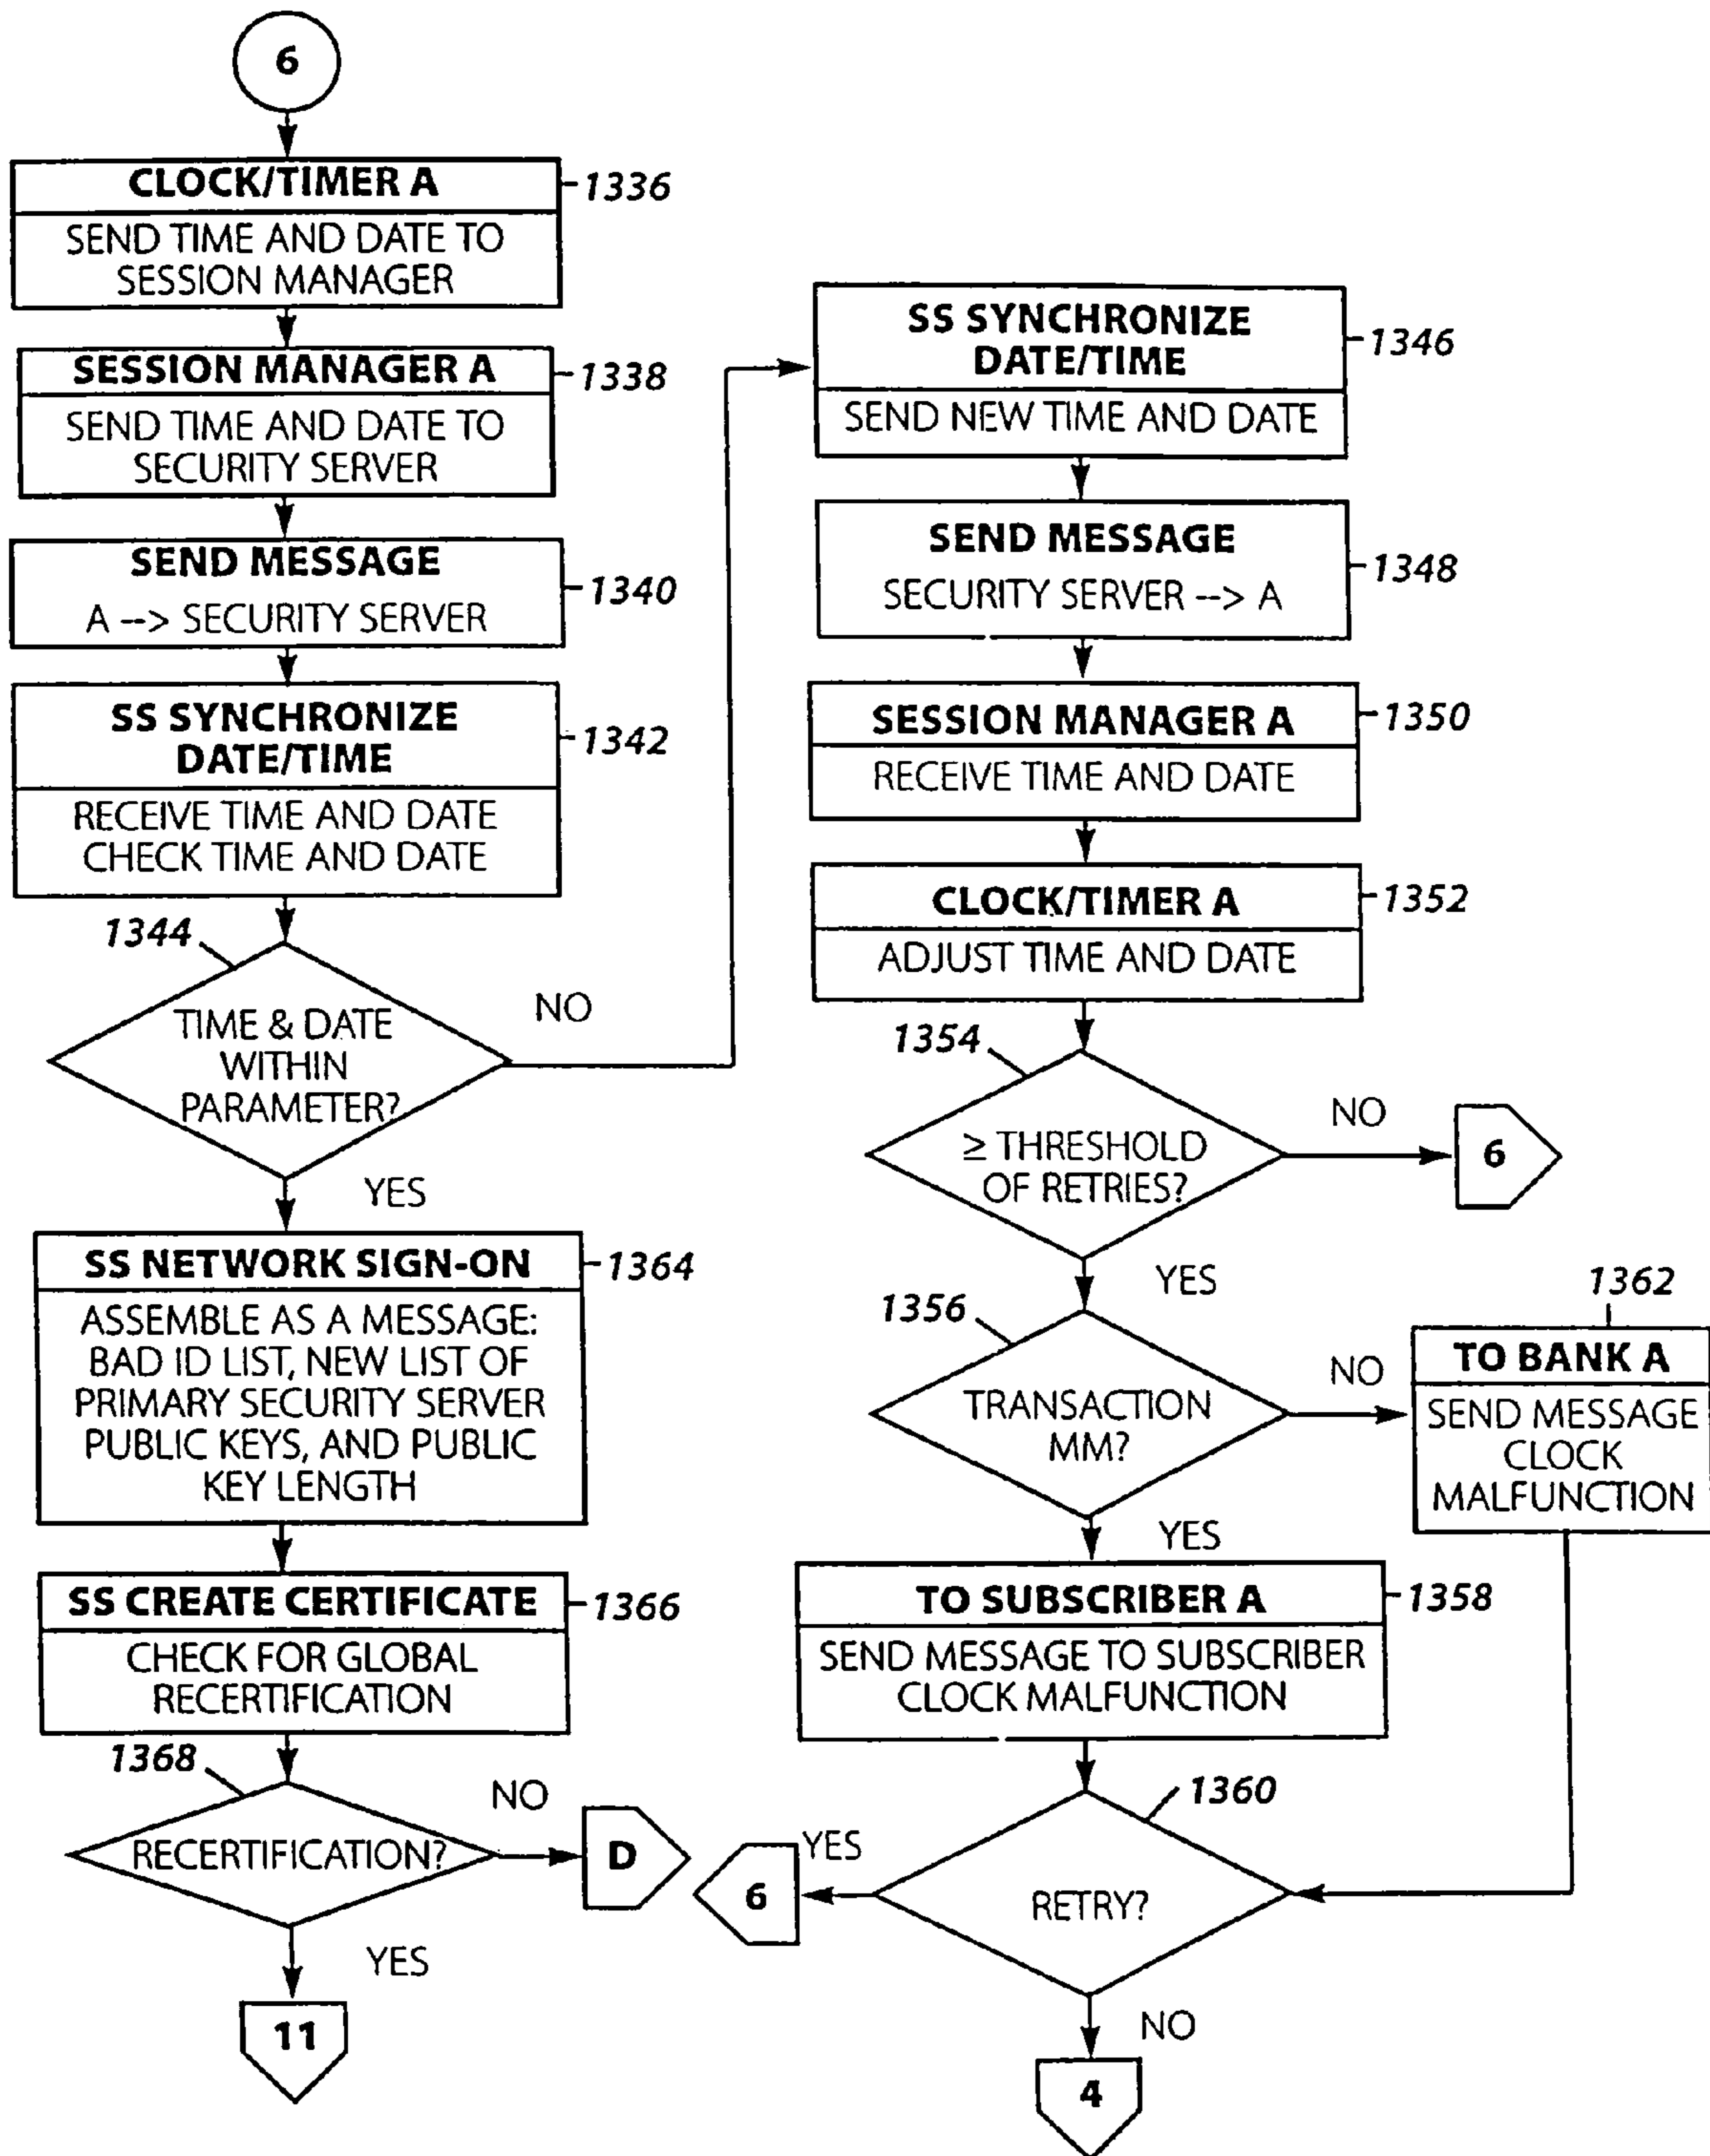 6
CLOCK/TIMER A
1336
SEND TIME AND DATE TO
SESSION MANAGER
SESSION MANAGER A
1338
SEND TIME AND DATE TO
SECURITY SERVER
SEND MESSAGE
1340
A --> SECURITY SERVER
SS SYNCHRONIZE
DATE/TIME
1342
RECEIVE TIME AND DATE
CHECK TIME AND DATE
1344
TIME & DATE
WITHIN
PARAMETER?
NO
YES
SS NETWORK SIGN-ON
1364
ASSEMBLE AS A MESSAGE:
BAD ID LIST, NEW LIST OF
PRIMARY SECURITY SERVER
PUBLIC KEYS, AND PUBLIC
KEY LENGTH
SS CREATE CERTIFICATE
1366
CHECK FOR GLOBAL
RECERTIFICATION
1368
RECERTIFICATION?
NO
D
YES
11
SS SYNCHRONIZE
DATE/TIME
1346
SEND NEW TIME AND DATE
SEND MESSAGE
1348
SECURITY SERVER --> A
SESSION MANAGER A
1350
RECEIVE TIME AND DATE
CLOCK/TIMER A
1352
ADJUST TIME AND DATE
1354
≥ THRESHOLD
OF RETRIES?
NO
6
YES
1356
TRANSACTION
MM?
NO
1362
TO BANK A
SEND MESSAGE
CLOCK
MALFUNCTION
YES
TO SUBSCRIBER A
1358
SEND MESSAGE TO SUBSCRIBER
CLOCK MALFUNCTION
1360
RETRY?
YES
6
NO
4